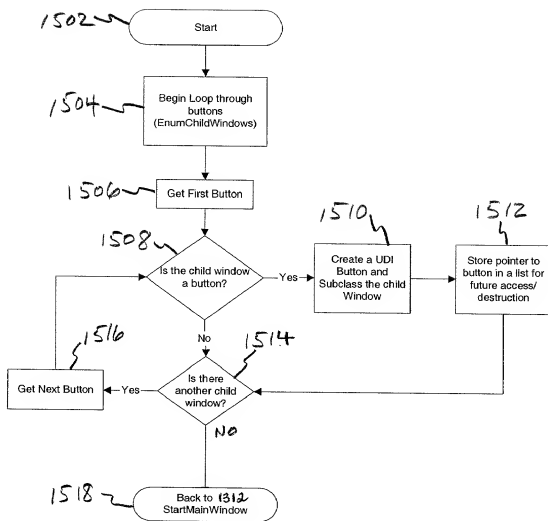 1502
Start
1504
Begin Loop through
buttons
(EnumChildWindows)
1506
Get First Button
1508
Is the child window
a button?
Yes
1510
Create a UDI
Button and
Subclass the child
Window
1512
Store pointer to
button in a list for
future access/
destruction
No
1514
Is there
another child
window?
Yes
1516
Get Next Button
NO
1518
Back to 1312
StartMainWindow